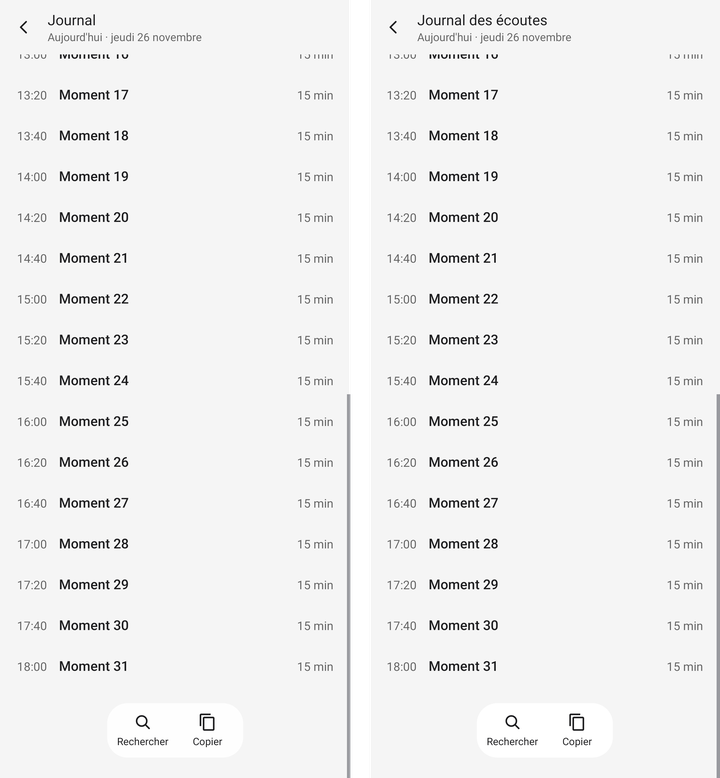 Journal
Aujourd'hui · jeudi 26 novembre
13:20 Moment 17 15 min
13:40 Moment 18 15 min
14:00 Moment 19 15 min
14:20 Moment 20 15 min
14:40 Moment 21 15 min
15:00 Moment 22 15 min
15:20 Moment 23 15 min
15:40 Moment 24 15 min
16:00 Moment 25 15 min
16:20 Moment 26 15 min
16:40 Moment 27 15 min
17:00 Moment 28 15 min
17:20 Moment 29 15 min
17:40 Moment 30 15 min
18:00 Moment 31 15 min
Rechercher Copier
Journal des écoutes
Aujourd'hui · jeudi 26 novembre
13:20 Moment 17 15 min
13:40 Moment 18 15 min
14:00 Moment 19 15 min
14:20 Moment 20 15 min
14:40 Moment 21 15 min
15:00 Moment 22 15 min
15:20 Moment 23 15 min
15:40 Moment 24 15 min
16:00 Moment 25 15 min
16:20 Moment 26 15 min
16:40 Moment 27 15 min
17:00 Moment 28 15 min
17:20 Moment 29 15 min
17:40 Moment 30 15 min
18:00 Moment 31 15 min
Rechercher Copier